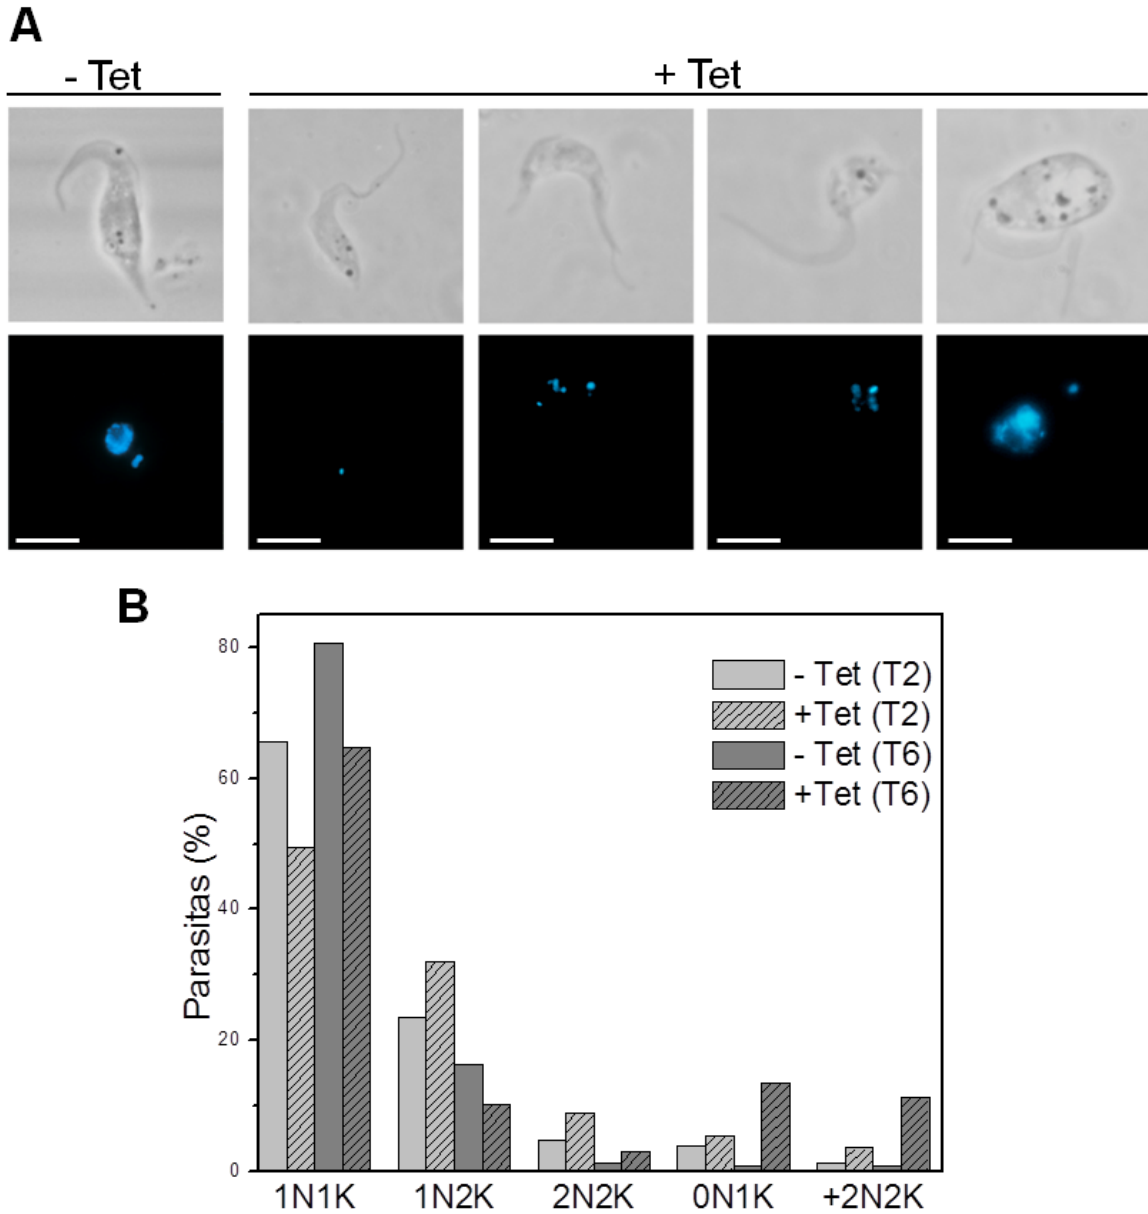 A
- Tet
+ Tet
B
80
60
40
20
0
Parasitas (%)
- Tet (T2)
+Tet (T2)
- Tet (T6)
+Tet (T6)
1N1K
1N2K
2N2K
0N1K
+2N2K